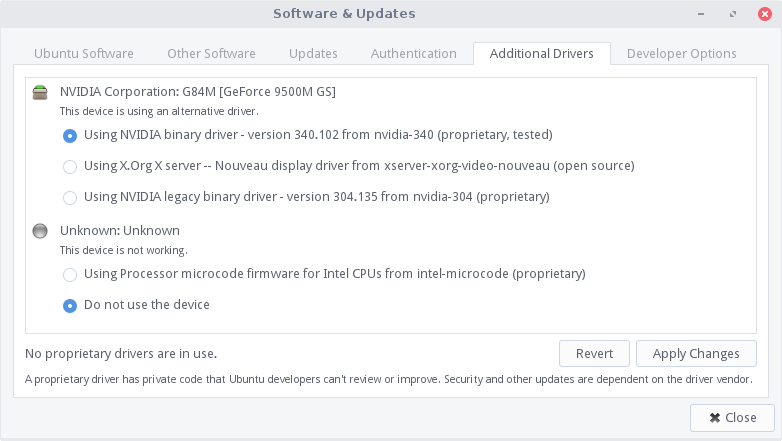 Software & Updates
Ubuntu Software
Other Software
Updates
Authentication
Additional Drivers
Developer Options
NVIDIA Corporation: G84M [GeForce 9500M GS]
This device is using an alternative driver.
Using NVIDIA binary driver - version 340.102 from nvidia-340 (proprietary, tested)
Using X.Org X server -- Nouveau display driver from xserver-xorg-video-nouveau (open source)
Using NVIDIA legacy binary driver - version 304.135 from nvidia-304 (proprietary)
Unknown: Unknown
This device is not working.
Using Processor microcode firmware for Intel CPUs from intel-microcode (proprietary)
Do not use the device
No proprietary drivers are in use.
Revert
Apply Changes
A proprietary driver has private code that Ubuntu developers can't review or improve. Security and other updates are dependent on the driver vendor.
Close